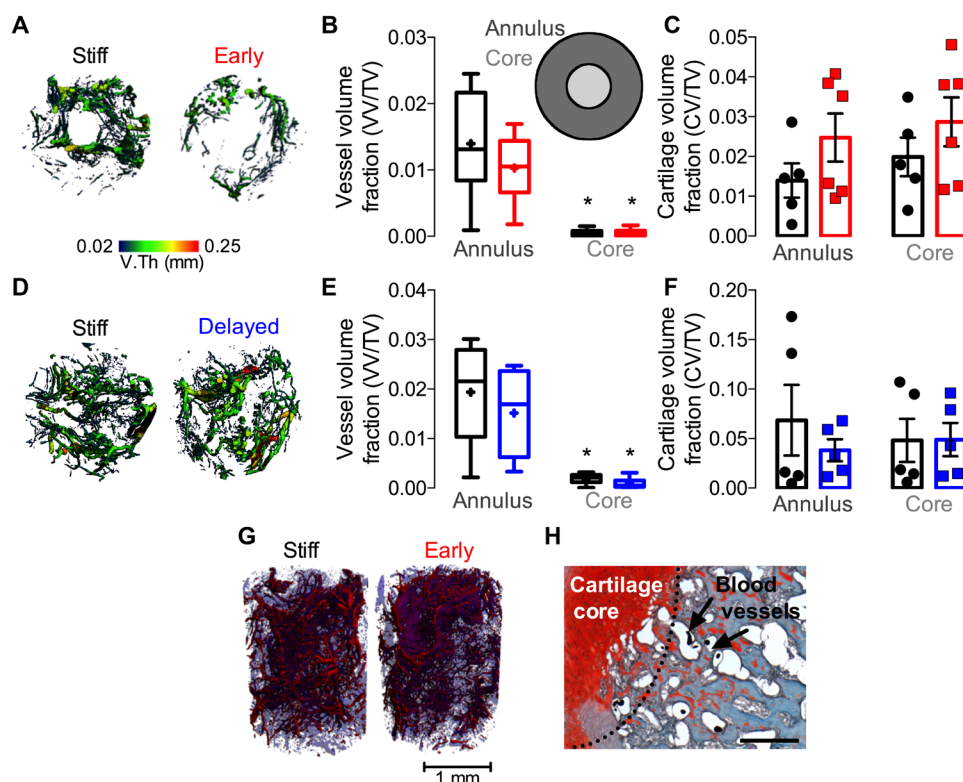 A
Stiff
Early
0.02
0.25
V.Th (mm)
B
Vessel volume
fraction (VV/TV)
0.03
0.02
0.01
0.00
Annulus
Core
*
*
Annulus
Core
C
Cartilage volume
fraction (CV/TV)
0.05
0.04
0.03
0.02
0.01
0.00
Annulus
Core
D
Stiff
Delayed
E
Vessel volume
fraction (VV/TV)
0.04
0.03
0.02
0.01
0.00
*
*
Annulus
Core
F
Cartilage volume
fraction (CV/TV)
0.20
0.15
0.10
0.05
0.00
Annulus
Core
G
Stiff
Early
1 mm
H
Cartilage
core
Blood
vessels